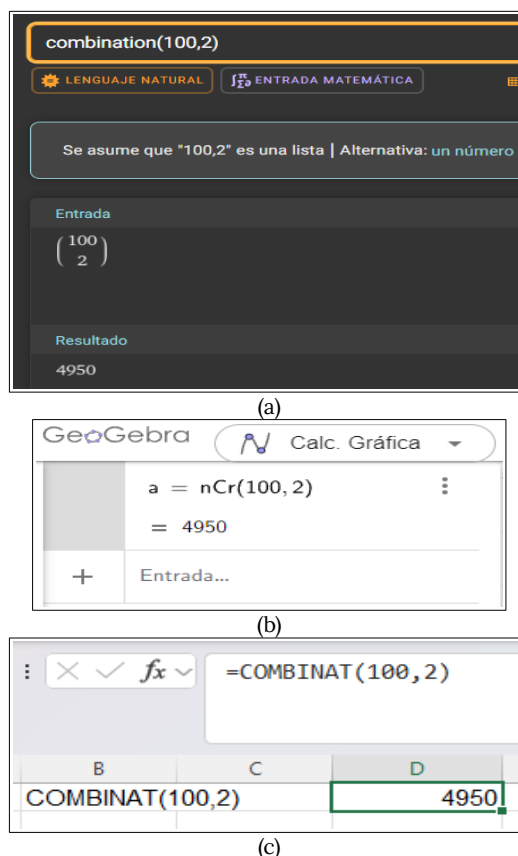 combination(100,2)
LENGUAJE NATURAL ∫Σ∂π ENTRADA MATEMÁTICA
Se asume que "100,2" es una lista | Alternativa: un número
Entrada
(100
2)
Resultado
4950
(a)
GeoGebra Calc. Gráfica
a = nCr(100, 2)
= 4950
+ Entrada...
(b)
fx =COMBINAT(100,2)
B C D
COMBINAT(100,2) 4950
(c)